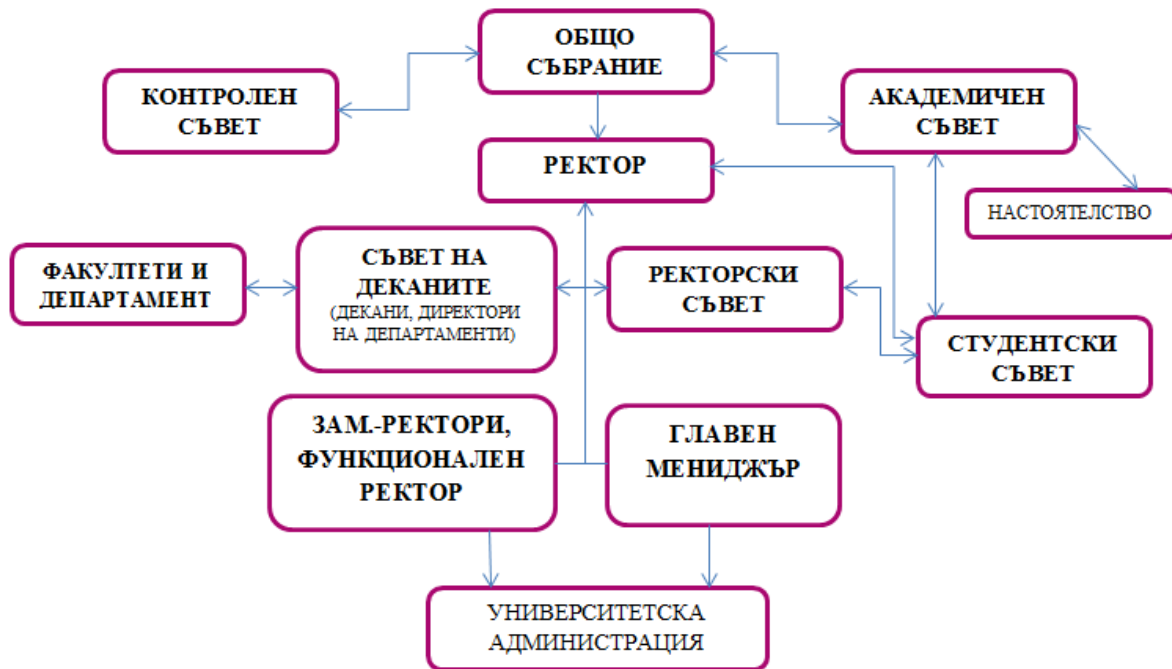 ОБЩО
СЪБРАНИЕ
КОНТРОЛЕН
СЪВЕТ
АКАДЕМИЧЕН
СЪВЕТ
РЕКТОР
НАСТОЯТЕЛСТВО
ФАКУЛТЕТИ И
ДЕПАРТАМЕНТ
СЪВЕТ НА
ДЕКАНИТЕ
(ДЕКАНИ, ДИРЕКТОРИ
НА ДЕПАРТАМЕНТИ)
РЕКТОРСКИ
СЪВЕТ
СТУДЕНТСКИ
СЪВЕТ
ЗАМ.-РЕКТОРИ,
ФУНКЦИОНАЛЕН
РЕКТОР
ГЛАВЕН
МЕНИДЖЪР
УНИВЕРСИТЕТСКА
АДМИНИСТРАЦИЯ